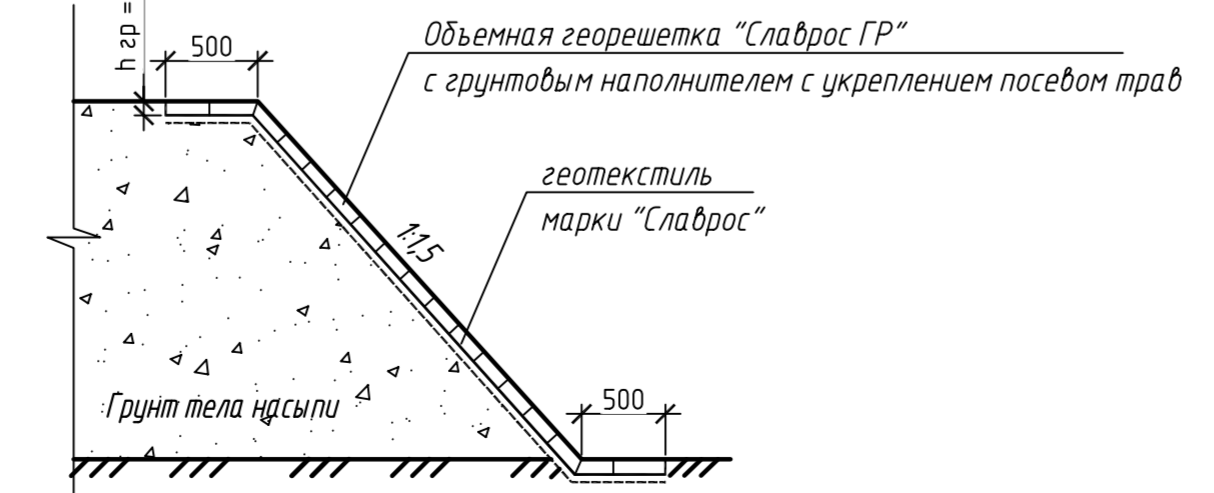 h гр =
500
Объемная георешетка "Славрос ГР"
с грунтовым наполнителем с укреплением посевом трав
геотекстиль
марки "Славрос"
1:1,5
500
Грунт тела насыпи